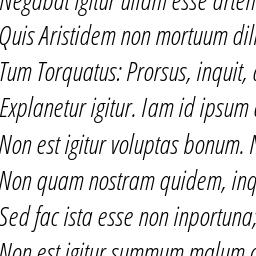 Negabat igitur ullam esse artem
Quis Aristidem non mortuum dili
Tum Torquatus: Prorsus, inquit,
Explanetur igitur. Iam id ipsum
Non est igitur voluptas bonum. N
Non quam nostram quidem, inq
Sed fac ista esse non inportuna;
Non est igitur summum malum